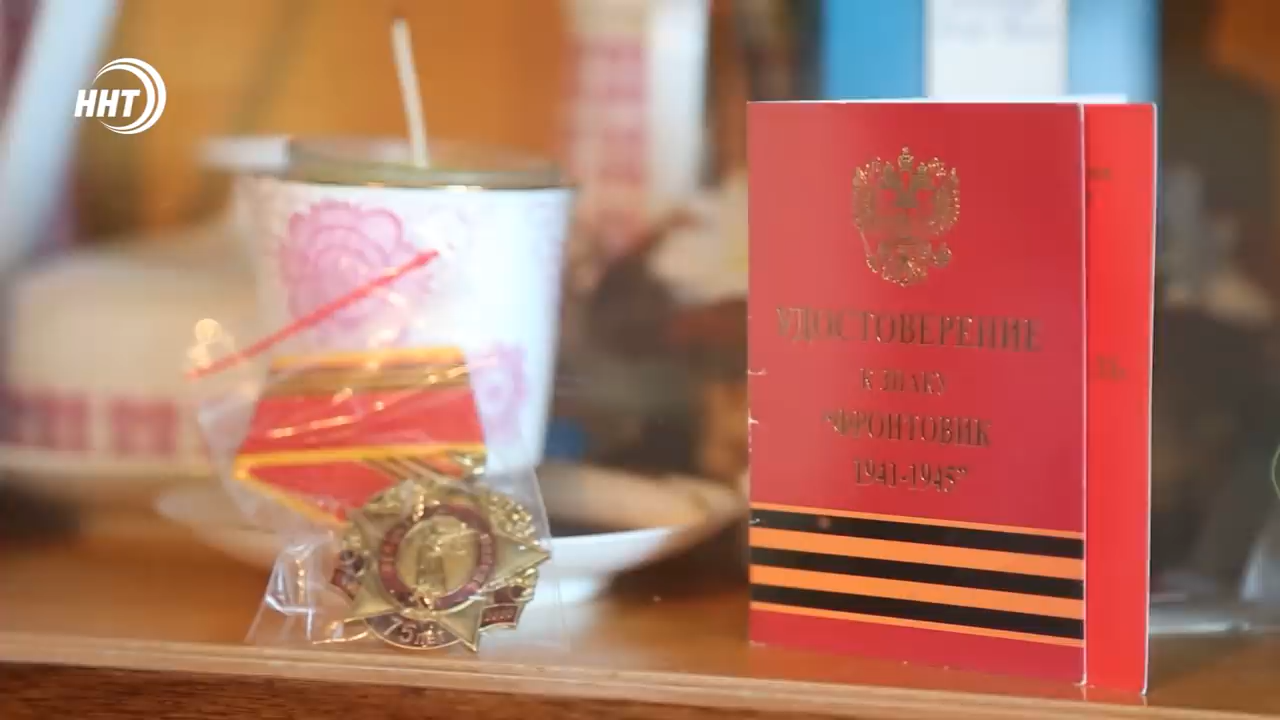 ННТ
УДОСТОВЕРЕНИЕ
К ЗНАКУ
"ФРОНТОВИК
1941-1945"
75 ЛЕТ